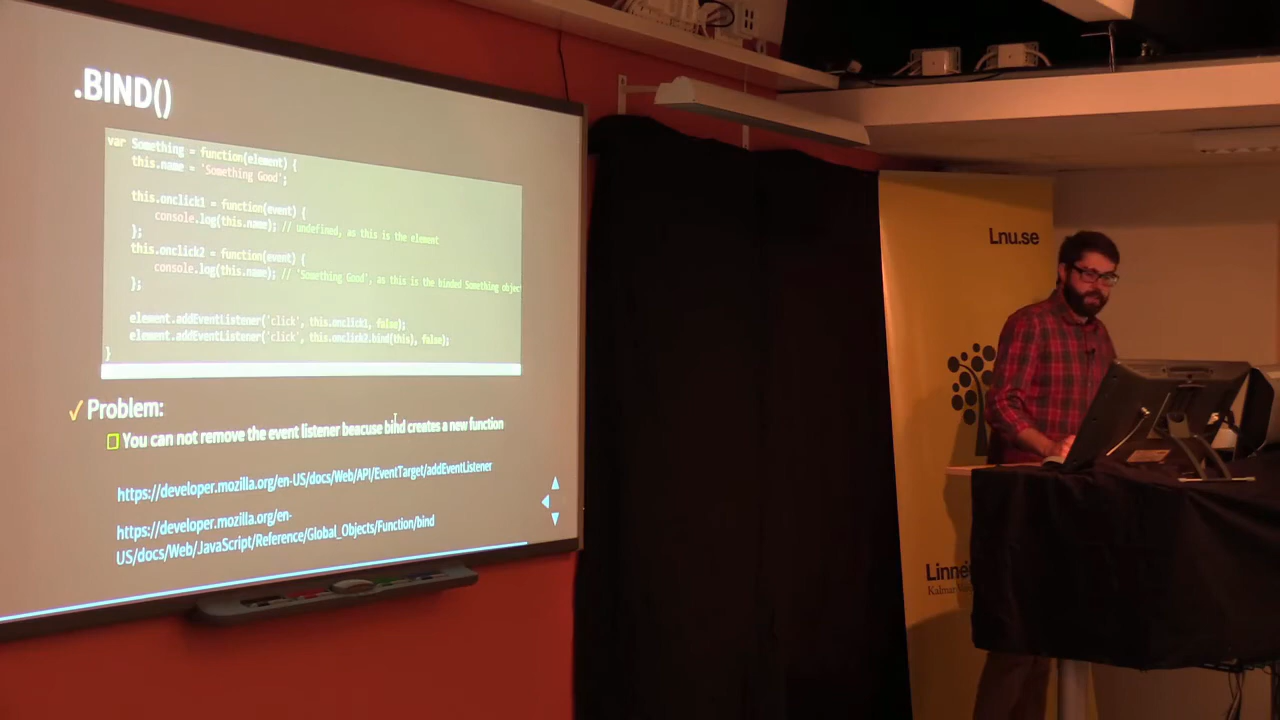 .BIND()
var Something = function(element) {
this.name = 'Something Good';
this.onclick1 = function(event) {
console.log(this.name); // undefined, as this is the element
};
this.onclick2 = function(event) {
console.log(this.name); // 'Something Good', as this is the binded Something objec
};
element.addEventListener('click', this.onclick1, false);
element.addEventListener('click', this.onclick2.bind(this), false);
}
✓ Problem:
You can not remove the event listener beacuse bind creates a new function
https://developer.mozilla.org/en-US/docs/Web/API/EventTarget/addEventListener
https://developer.mozilla.org/en-
US/docs/Web/JavaScript/Reference/Global_Objects/Function/bind
Lnu.se
Linne
Kalmar